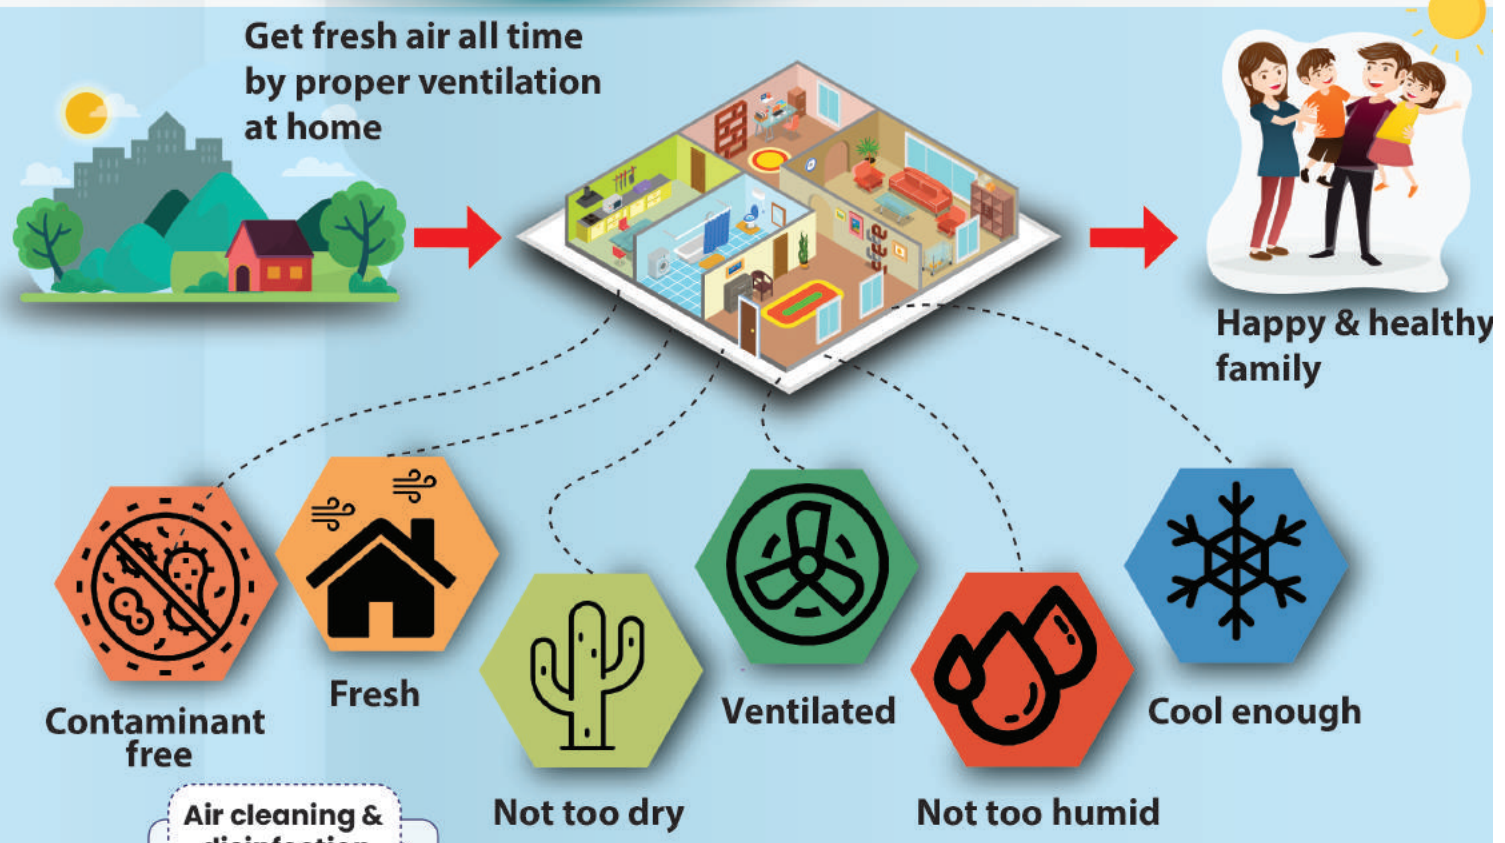 Get fresh air all time
by proper ventilation
at home
Happy & healthy
family
Contaminant
free
Fresh
Not too dry
Ventilated
Not too humid
Cool enough
Air cleaning &
disinfection